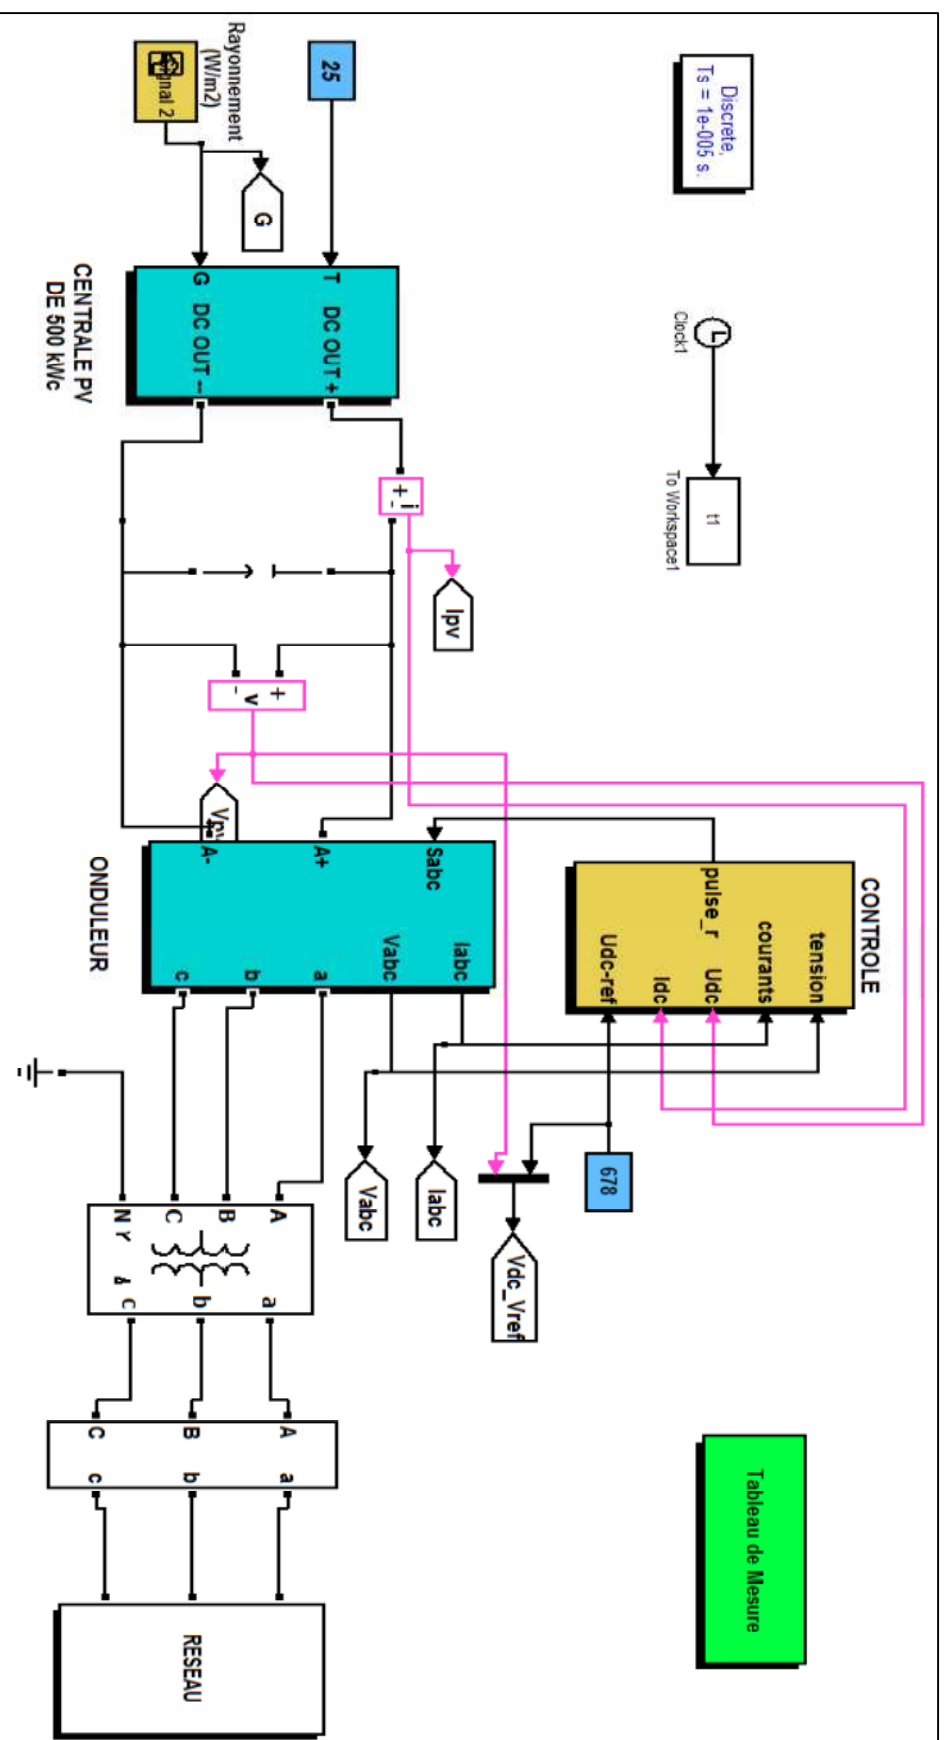 Discrete,
Ts = 1e-005 s.
Clock1
t1
To Workspace1
Tableau de Mesure
CONTROLE
tension
courants
pulse_r
Udc
Idc
Udc-ref
678
Vdc_Vref
Iabc
Vabc
25
Rayonnement
(W/m2)
Signal 2
G
T DC OUT +
G DC OUT --
CENTRALE PV
DE 500 kWc
+ i
-
Ipv
+
v
-
Vpv
Sabc
A+
A-
Iabc
Vabc
a
b
c
ONDULEUR
A
B
C
N Y
Δ
a
b
c
A
B
C
a
b
c
RESEAU